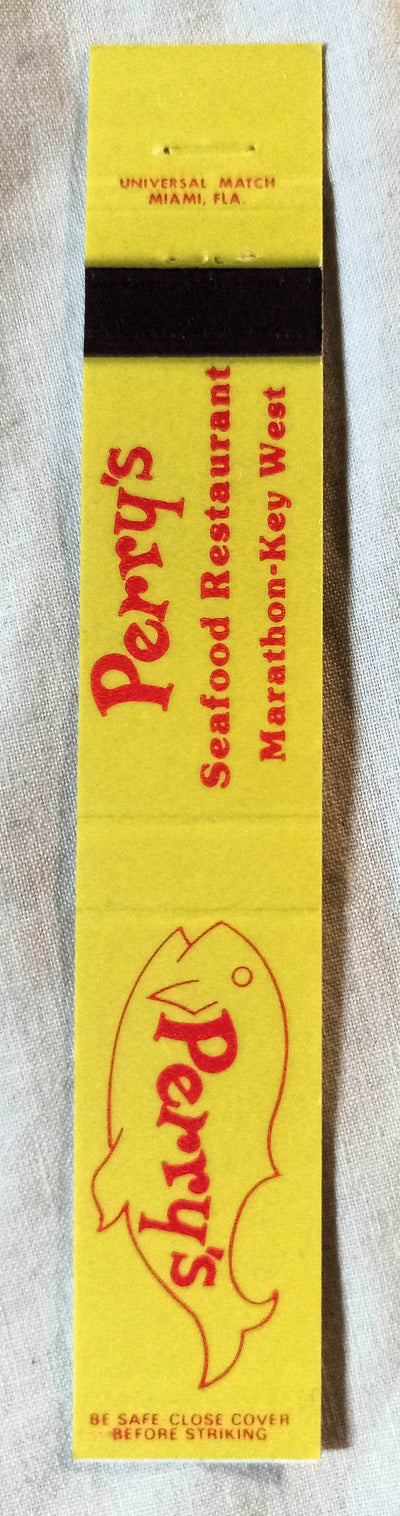 UNIVERSAL MATCH
MIAMI, FLA.
Perry's
Seafood Restaurant
Marathon-Key West
Perry's
BE SAFE CLOSE COVER
BEFORE STRIKING